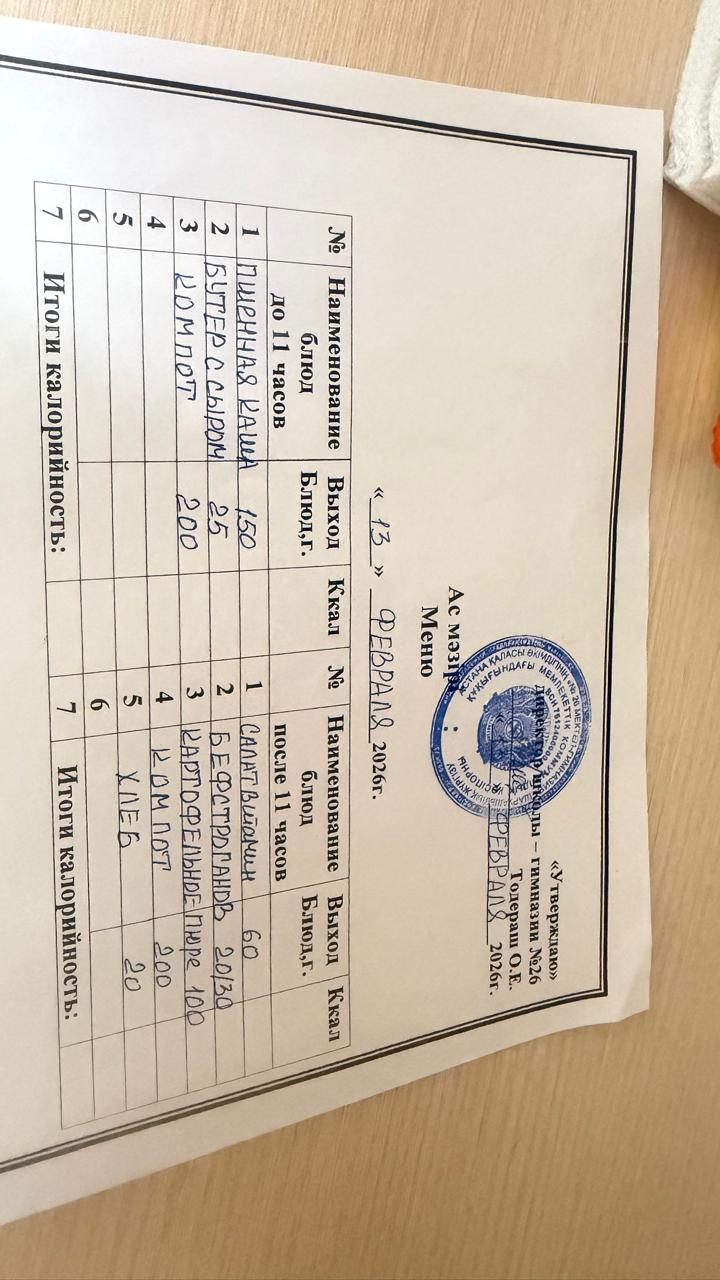 «Утверждаю»
директор школы – гимназии №26
Тодераш О.Е.
ФЕВРАЛЯ 2026г.
Ас мәзірі
Меню
« 13 » ФЕВРАЛЯ 2026г.
№ Наименование блюд до 11 часов Выход Блюд,г. Ккал № Наименование блюд после 11 часов Выход Блюд,г. Ккал
1 ПШЕННАЯ КАША 150 1 САЛАТ ВИТАМИН 60
2 БУТЕР С СЫРОМ 25 2 БЕФСТРОГАНОВ 20/30
3 КОМПОТ 200 3 КАРТОФЕЛЬНОЕ ПЮРЕ 100
4 4 КОМПОТ 200
5 5 ХЛЕБ 20
6 6
7 Итоги калорийность: 7 Итоги калорийность: